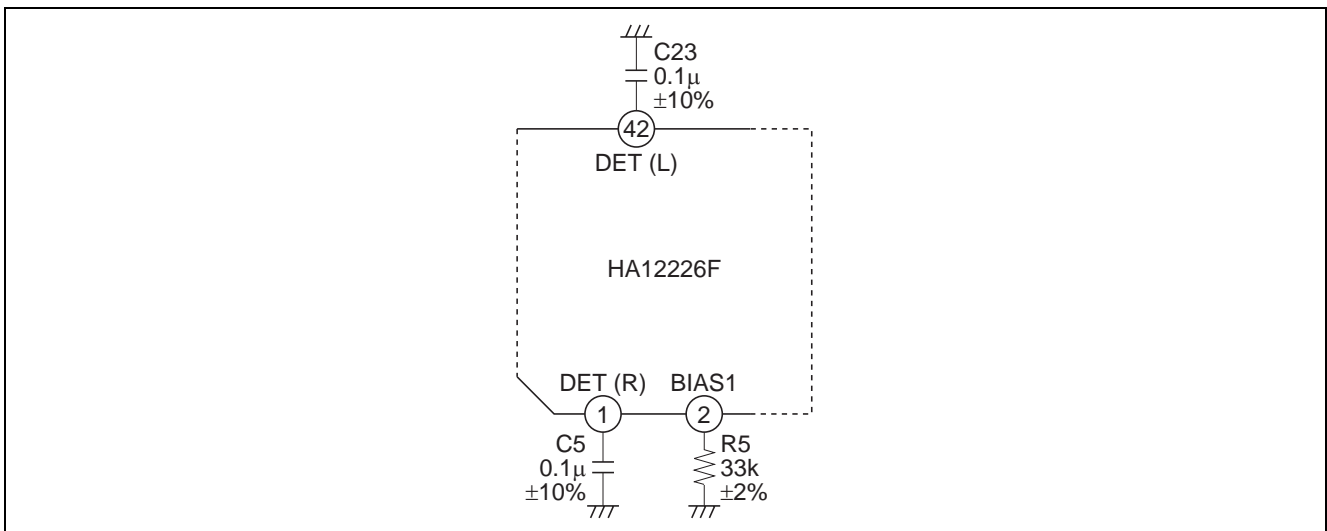 C23
0.1μ
±10%
42
DET (L)
HA12226F
DET (R) BIAS1
1 2
C5
0.1μ
±10%
R5
33k
±2%